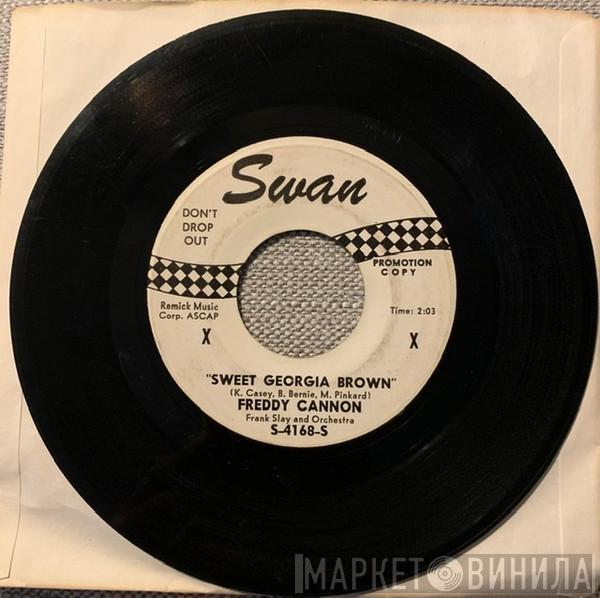 Swan
DON'T
DROP
OUT
PROMOTION
COPY
Remick Music
Corp. ASCAP
Time: 2:03
X
X
"SWEET GEORGIA BROWN"
(K. Casey, B. Bernie, M. Pinkard)
FREDDY CANNON
Frank Slay and Orchestra
S-4168-S
МАРКЕТ ВИНИЛА